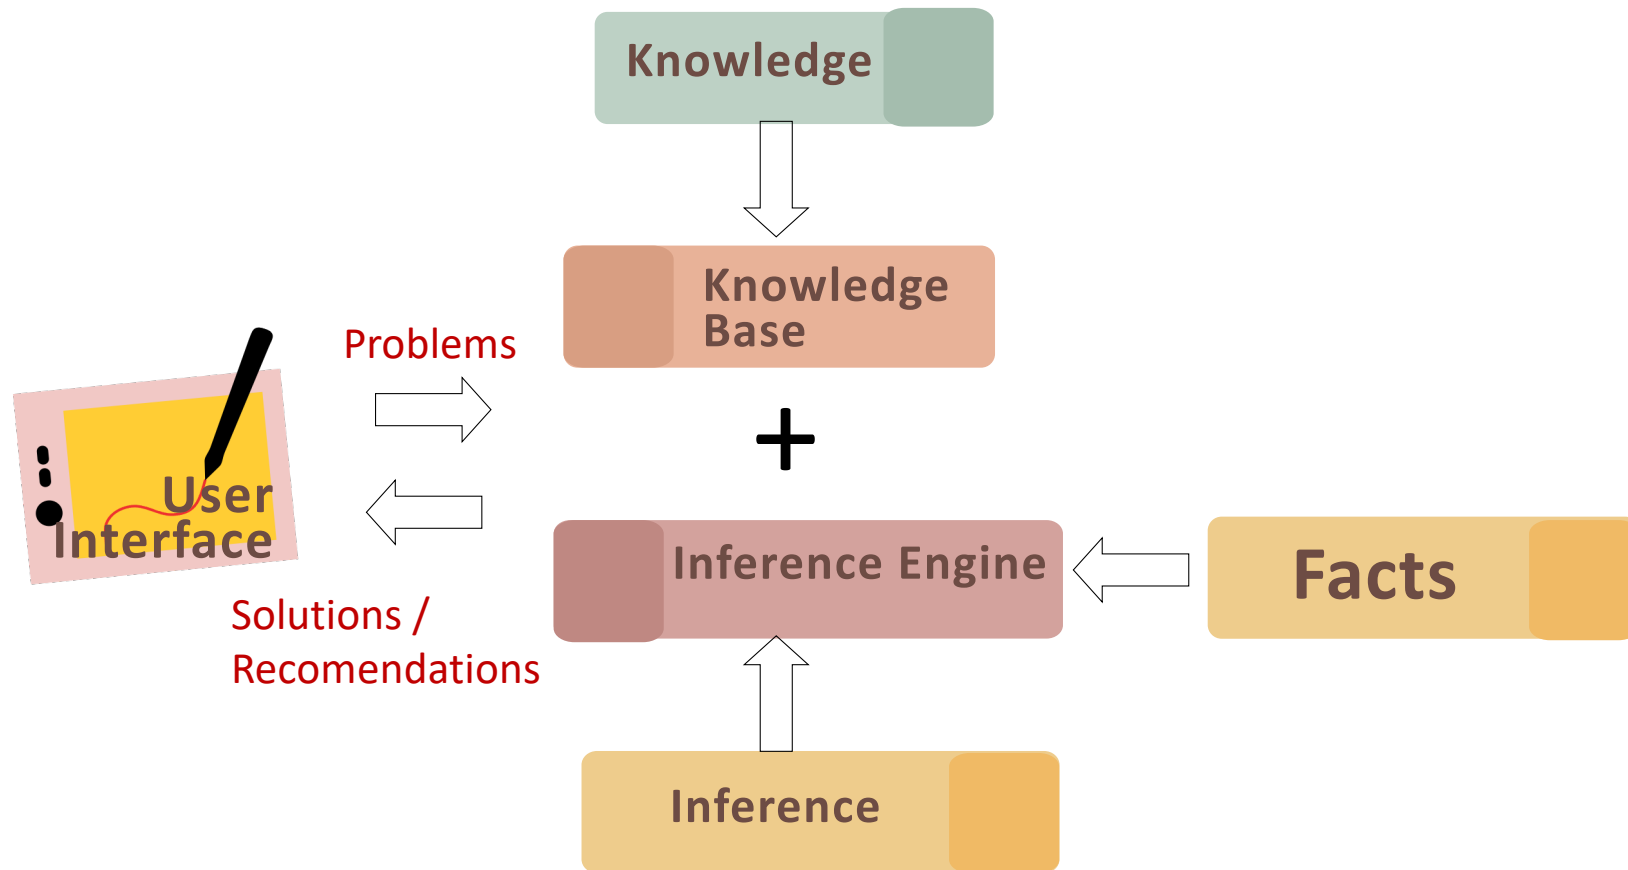 Knowledge
Knowledge
Base
Problems
User
Interface
Inference Engine
Facts
Solutions /
Recomendations
Inference